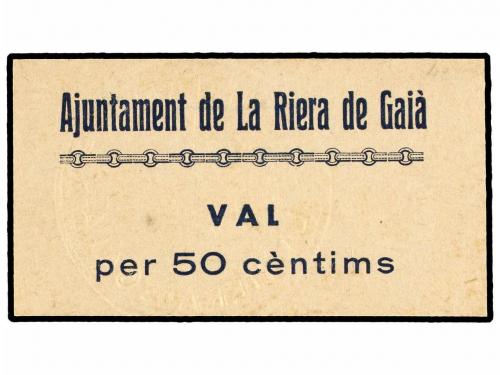 Ajuntament de La Riera de Gaià
VAL
per 50 cèntims